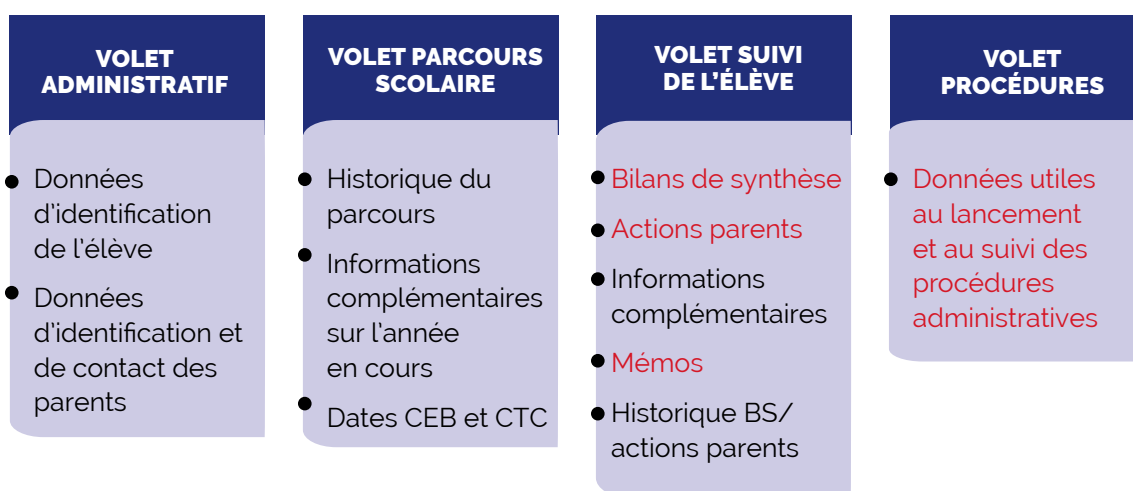 VOLET
ADMINISTRATIF
Données
d'identification
de l'élève
Données
d'identification et
de contact des
parents
VOLET PARCOURS
SCOLAIRE
Historique du
parcours
Informations
complémentaires
sur l'année
en cours
Dates CEB et CTC
VOLET SUIVI
DE L'ÉLÈVE
Bilans de synthèse
Actions parents
Informations
complémentaires
Mémos
Historique BS/
actions parents
VOLET
PROCÉDURES
Données utiles
au lancement
et au suivi des
procédures
administratives